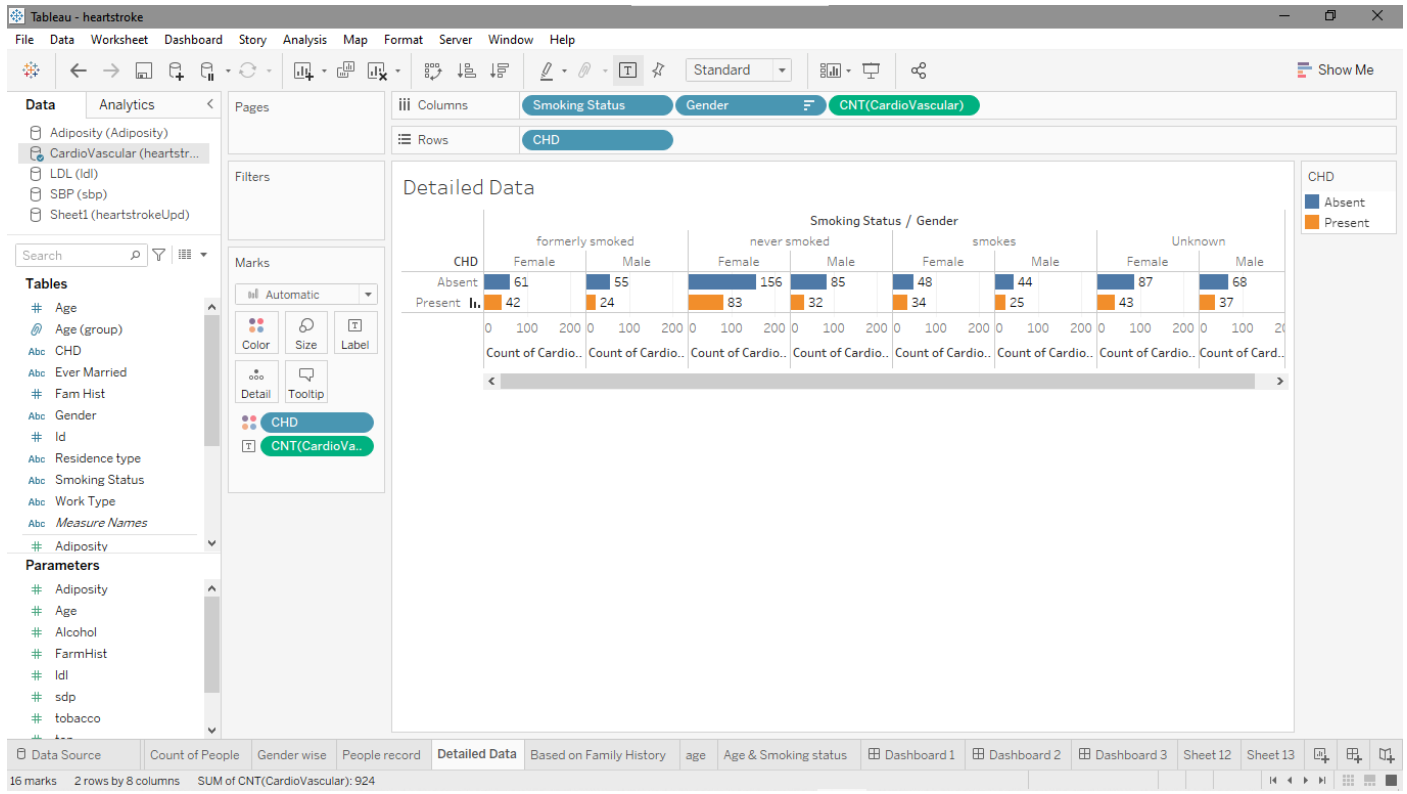 Tableau - heartstroke
File Data Worksheet Dashboard Story Analysis Map Format Server Window Help
Standard
Show Me
Data Analytics
Adiposity (Adiposity)
CardioVascular (heartstr...
LDL (ldl)
SBP (sbp)
Sheet1 (heartstrokeUpd)
Search
Tables
# Age
Age (group)
Abc CHD
Abc Ever Married
# Fam Hist
Abc Gender
# Id
Abc Residence type
Abc Smoking Status
Abc Work Type
Abc Measure Names
# Adiposity
Parameters
# Adiposity
# Age
# Alcohol
# FarmHist
# ldl
# sdp
# tobacco
Pages
Filters
Marks
Automatic
Color Size Label
Detail Tooltip
CHD
CNT(CardioVa..
Columns Smoking Status Gender CNT(CardioVascular)
Rows CHD
Detailed Data
Smoking Status / Gender
formerly smoked never smoked smokes Unknown
CHD Female Male Female Male Female Male Female Male
Absent 61 55 156 85 48 44 87 68
Present 42 24 83 32 34 25 43 37
0 100 200 0 100 200 0 100 200 0 100 200 0 100 200 0 100 200 0 100 200 0 100 20
Count of Cardio.. Count of Cardio.. Count of Cardio.. Count of Cardio.. Count of Cardio.. Count of Cardio.. Count of Cardio.. Count of Card..
CHD
Absent
Present
Data Source Count of People Gender wise People record Detailed Data Based on Family History age Age & Smoking status Dashboard 1 Dashboard 2 Dashboard 3 Sheet 12 Sheet 13
16 marks 2 rows by 8 columns SUM of CNT(CardioVascular): 924